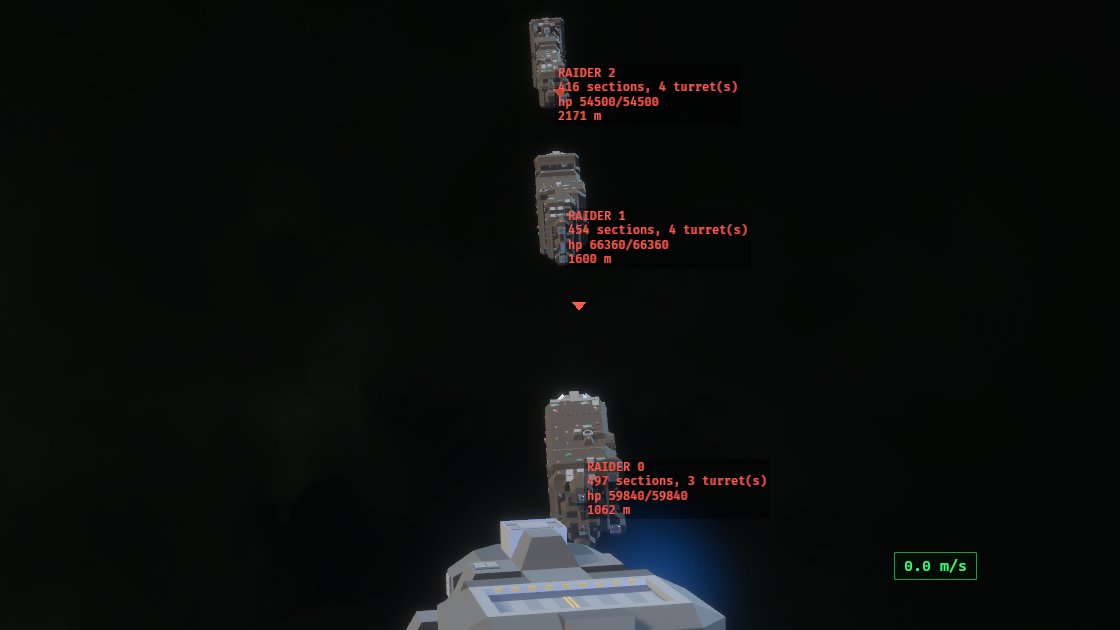 RAIDER 2
416 sections, 4 turret(s)
hp 54500/54500
2171 m
RAIDER 1
454 sections, 4 turret(s)
hp 66360/66360
1600 m
RAIDER 0
497 sections, 3 turret(s)
hp 59840/59840
1062 m
0.0 m/s